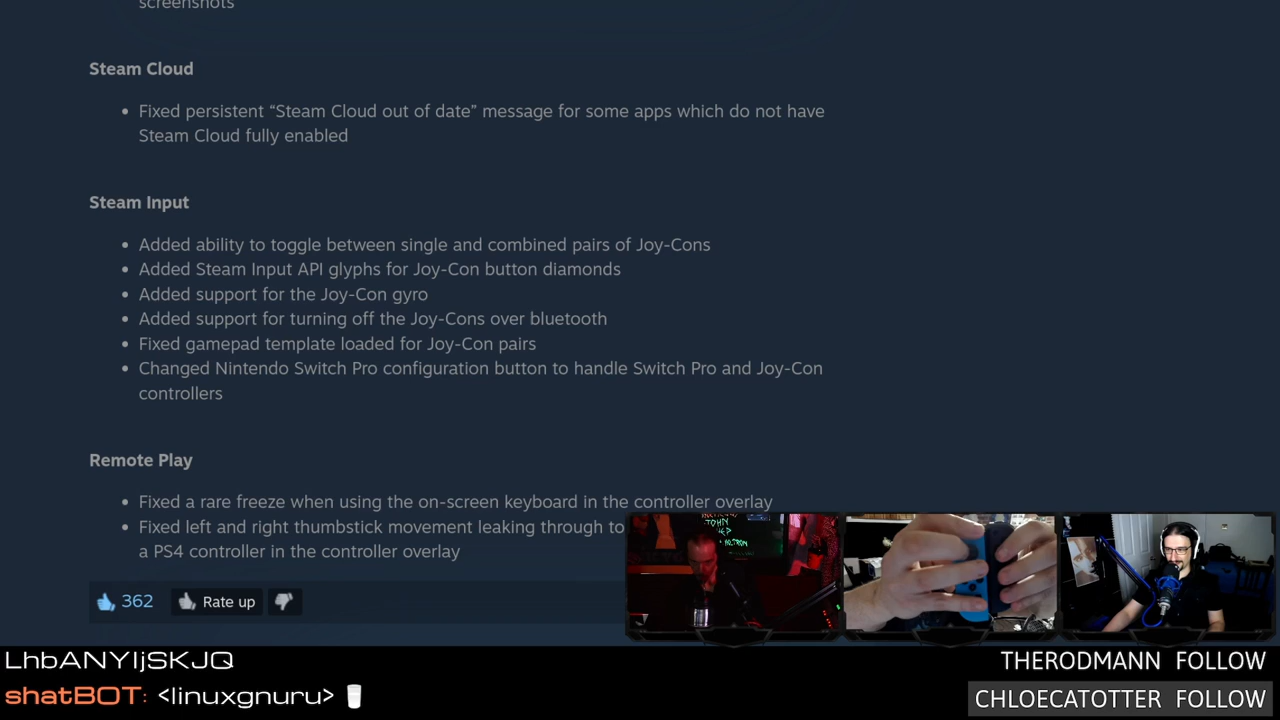 screenshots
Steam Cloud
• Fixed persistent “Steam Cloud out of date” message for some apps which do not have
Steam Cloud fully enabled
Steam Input
• Added ability to toggle between single and combined pairs of Joy-Cons
• Added Steam Input API glyphs for Joy-Con button diamonds
• Added support for the Joy-Con gyro
• Added support for turning off the Joy-Cons over bluetooth
• Fixed gamepad template loaded for Joy-Con pairs
• Changed Nintendo Switch Pro configuration button to handle Switch Pro and Joy-Con
controllers
Remote Play
• Fixed a rare freeze when using the on-screen keyboard in the controller overlay
• Fixed left and right thumbstick movement leaking through to
a PS4 controller in the controller overlay
JOHN
362 Rate up
LhbANYIjSKJQ
THERODMANN FOLLOW
shatBOT: <linuxgnuru>
CHLOECATOTTER FOLLOW